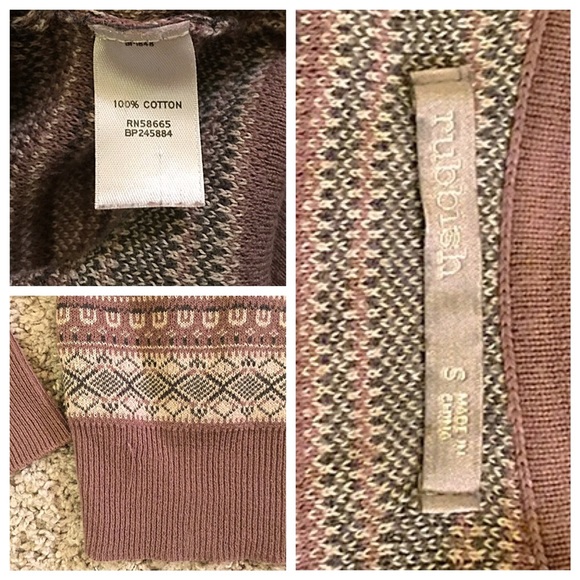 100% COTTON
RN58665
BP245884
rubbish
S
MADE IN
CHINA